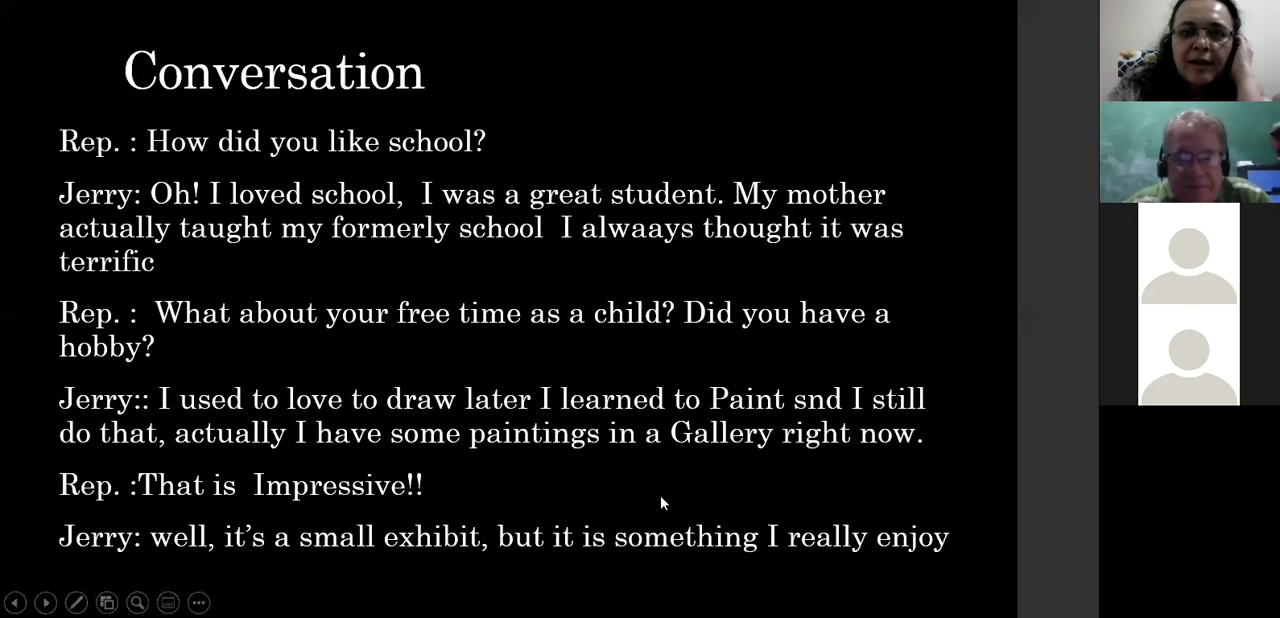 Conversation
Rep. : How did you like school?
Jerry: Oh! I loved school,  I was a great student. My mother
actually taught my formerly school  I alwaays thought it was
terrific
Rep. :  What about your free time as a child? Did you have a
hobby?
Jerry:: I used to love to draw later I learned to Paint snd I still
do that, actually I have some paintings in a Gallery right now.
Rep. :That is  Impressive!!
Jerry: well, it’s a small exhibit, but it is something I really enjoy